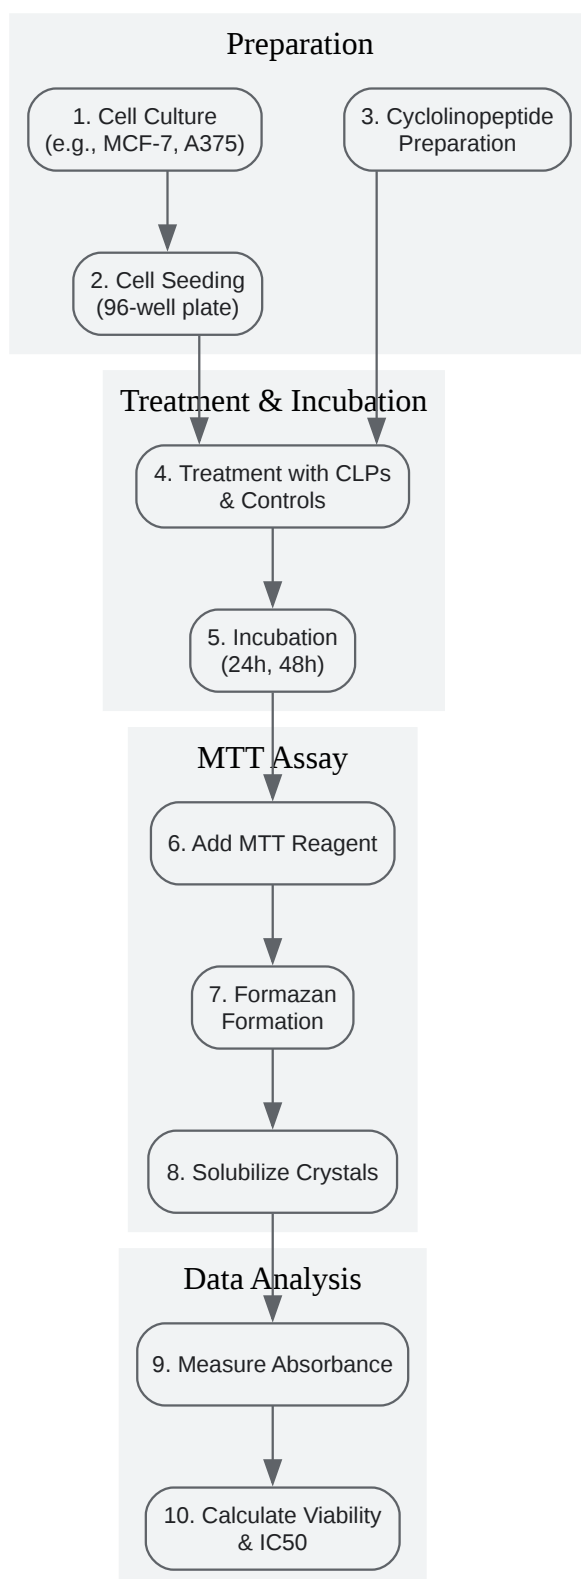 Preparation
1. Cell Culture
(e.g., MCF-7, A375)
3. Cyclolinopeptide
Preparation
2. Cell Seeding
(96-well plate)
Treatment & Incubation
4. Treatment with CLPs
& Controls
5. Incubation
(24h, 48h)
MTT Assay
6. Add MTT Reagent
7. Formazan
Formation
8. Solubilize Crystals
Data Analysis
9. Measure Absorbance
10. Calculate Viability
& IC50